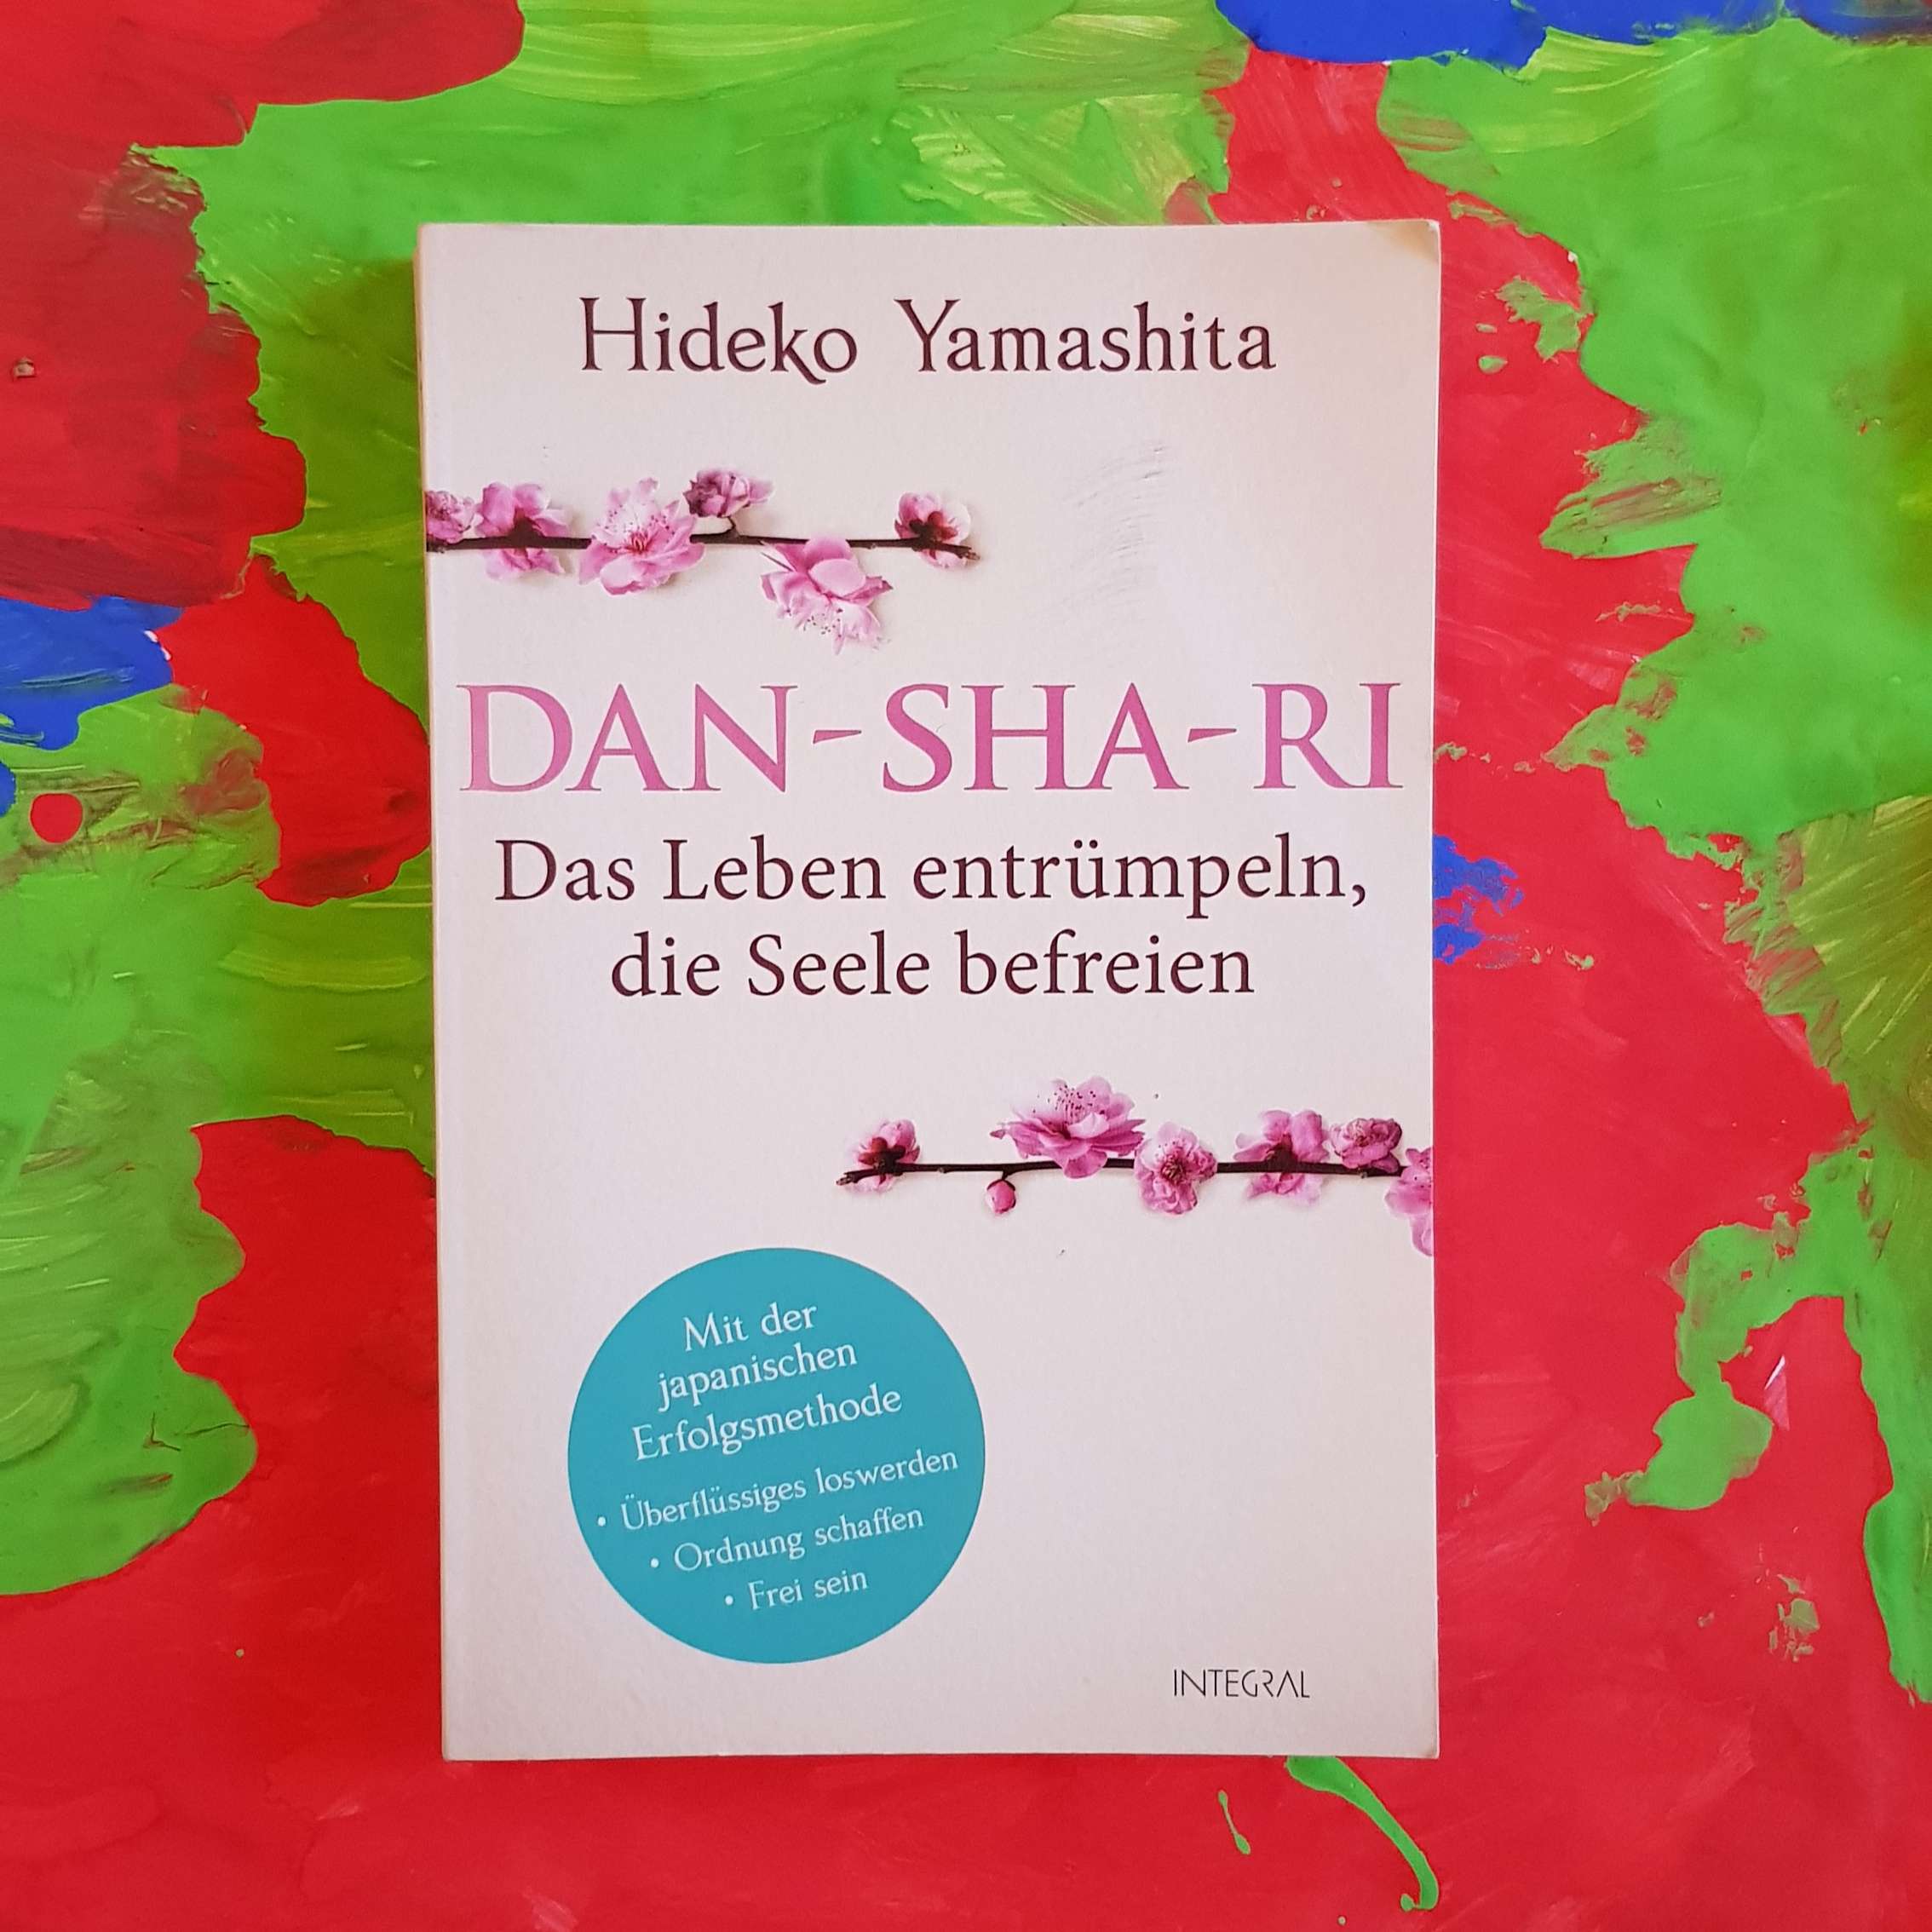 Hideko Yamashita
DAN-SHA-RI
Das Leben entrümpeln,
die Seele befreien
Mit der
japanischen
Erfolgsmethode
• Überflüssiges loswerden
• Ordnung schaffen
• Frei sein
INTEGRAL